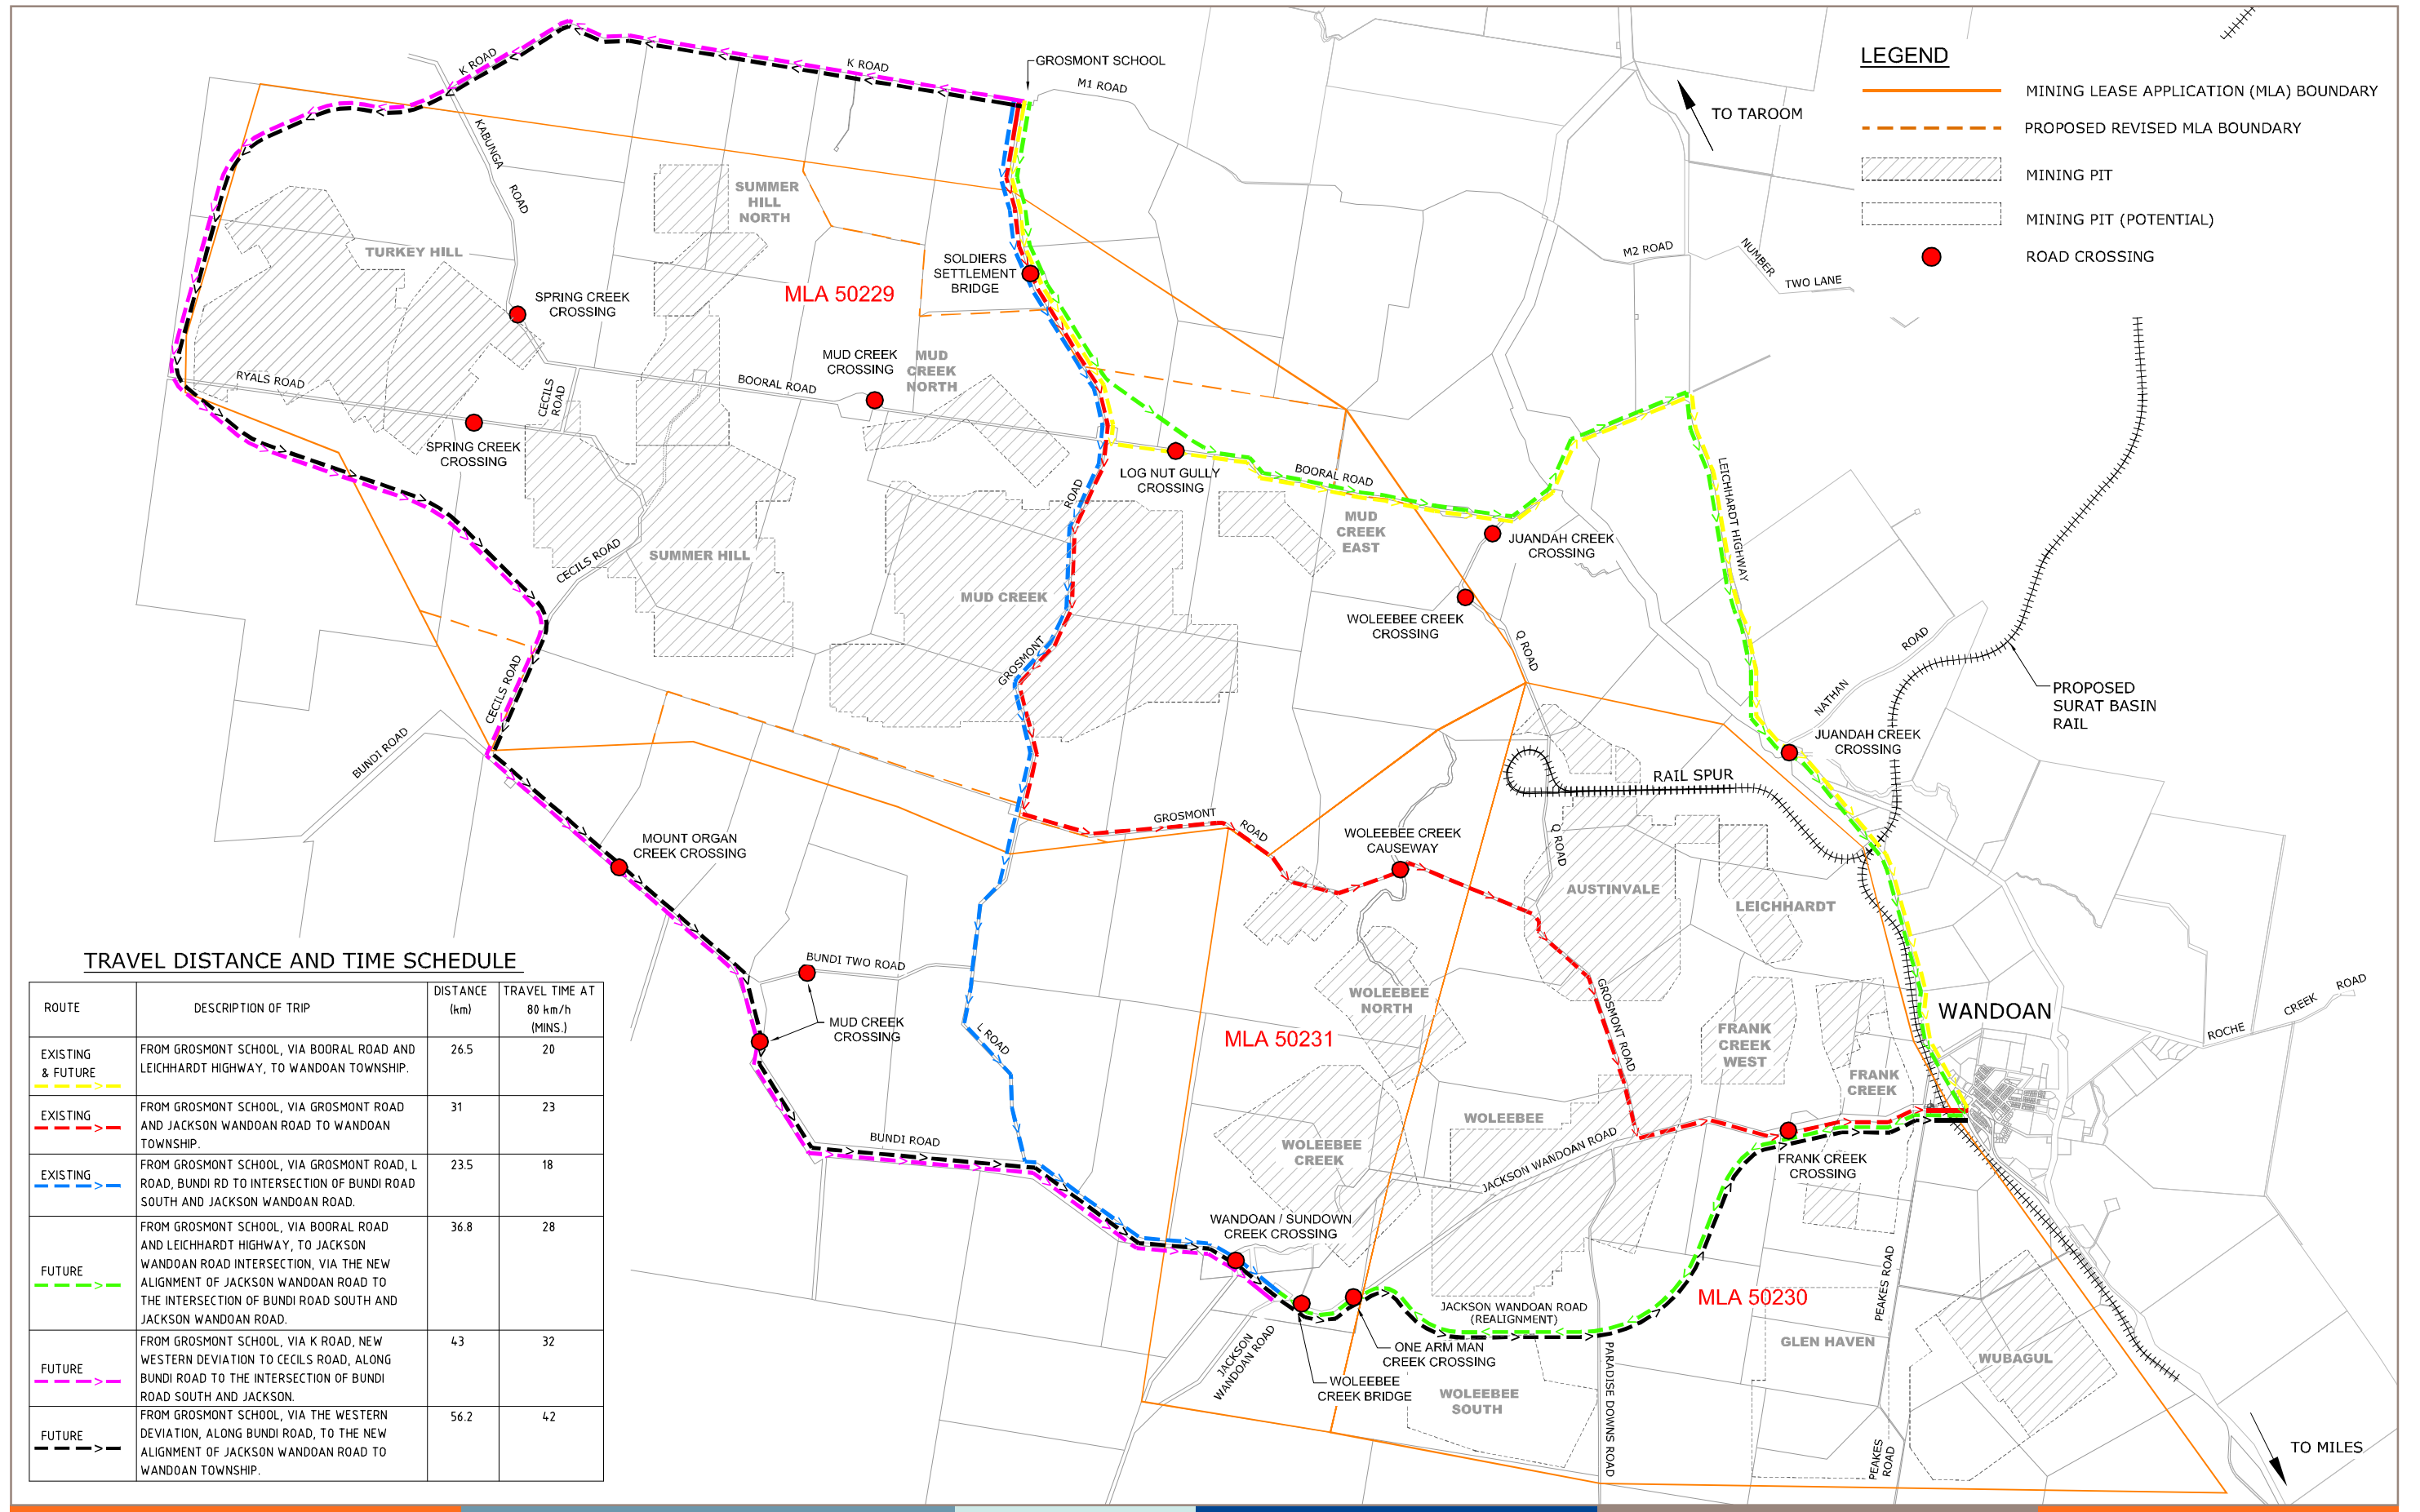 LEGEND
MINING LEASE APPLICATION (MLA) BOUNDARY
PROPOSED REVISED MLA BOUNDARY
MINING PIT
MINING PIT (POTENTIAL)
ROAD CROSSING
K ROAD
K ROAD
GROSMONT SCHOOL
M1 ROAD
TO TAROOM
KABUNGA
ROAD
SUMMER
HILL
NORTH
TURKEY HILL
SOLDIERS
SETTLEMENT
BRIDGE
M2 ROAD
NUMBER
TWO LANE
MLA 50229
SPRING CREEK
CROSSING
MUD CREEK
CROSSING
MUD
CREEK
NORTH
RYALS ROAD
CECILS
ROAD
BOORAL ROAD
SPRING CREEK
CROSSING
LOG NUT GULLY
CROSSING
BOORAL ROAD
LEICHHARDT HIGHWAY
ROAD
MUD
CREEK
EAST
JUANDAH CREEK
CROSSING
SUMMER HILL
CECILS ROAD
MUD CREEK
WOLEEBEE CREEK
CROSSING
Q ROAD
GROSMONT
ROAD
NATHAN
CECILS ROAD
BUNDI ROAD
PROPOSED
SURAT BASIN
RAIL
JUANDAH CREEK
CROSSING
RAIL SPUR
GROSMONT
ROAD
MOUNT ORGAN
CREEK CROSSING
WOLEEBEE CREEK
CAUSEWAY
Q ROAD
AUSTINVALE
LEICHHARDT
BUNDI TWO ROAD
MUD CREEK
CROSSING
L ROAD
WOLEEBEE
NORTH
GROSMONT ROAD
WANDOAN
ROCHE
CREEK
ROAD
MLA 50231
FRANK
CREEK
WEST
FRANK
CREEK
WOLEEBEE
WOLEEBEE
CREEK
BUNDI ROAD
JACKSON WANDOAN ROAD
FRANK CREEK
CROSSING
WANDOAN / SUNDOWN
CREEK CROSSING
PEAKES ROAD
MLA 50230
JACKSON WANDOAN ROAD
(REALIGNMENT)
GLEN HAVEN
WUBAGUL
JACKSON
WANDOAN ROAD
ONE ARM MAN
CREEK CROSSING
WOLEEBEE
CREEK BRIDGE
WOLEEBEE
SOUTH
PARADISE DOWNS ROAD
PEAKES
ROAD
TO MILES
TRAVEL DISTANCE AND TIME SCHEDULE
ROUTE
DESCRIPTION OF TRIP
DISTANCE
(km)
TRAVEL TIME AT
80 km/h
(MINS.)
EXISTING
& FUTURE
FROM GROSMONT SCHOOL, VIA BOORAL ROAD AND
LEICHHARDT HIGHWAY, TO WANDOAN TOWNSHIP.
26.5
20
EXISTING
FROM GROSMONT SCHOOL, VIA GROSMONT ROAD
AND JACKSON WANDOAN ROAD TO WANDOAN
TOWNSHIP.
31
23
EXISTING
FROM GROSMONT SCHOOL, VIA GROSMONT ROAD, L
ROAD, BUNDI RD TO INTERSECTION OF BUNDI ROAD
SOUTH AND JACKSON WANDOAN ROAD.
23.5
18
FUTURE
FROM GROSMONT SCHOOL, VIA BOORAL ROAD
AND LEICHHARDT HIGHWAY, TO JACKSON
WANDOAN ROAD INTERSECTION, VIA THE NEW
ALIGNMENT OF JACKSON WANDOAN ROAD TO
THE INTERSECTION OF BUNDI ROAD SOUTH AND
JACKSON WANDOAN ROAD.
36.8
28
FUTURE
FROM GROSMONT SCHOOL, VIA K ROAD, NEW
WESTERN DEVIATION TO CECILS ROAD, ALONG
BUNDI ROAD TO THE INTERSECTION OF BUNDI
ROAD SOUTH AND JACKSON.
43
32
FUTURE
FROM GROSMONT SCHOOL, VIA THE WESTERN
DEVIATION, ALONG BUNDI ROAD, TO THE NEW
ALIGNMENT OF JACKSON WANDOAN ROAD TO
WANDOAN TOWNSHIP.
56.2
42